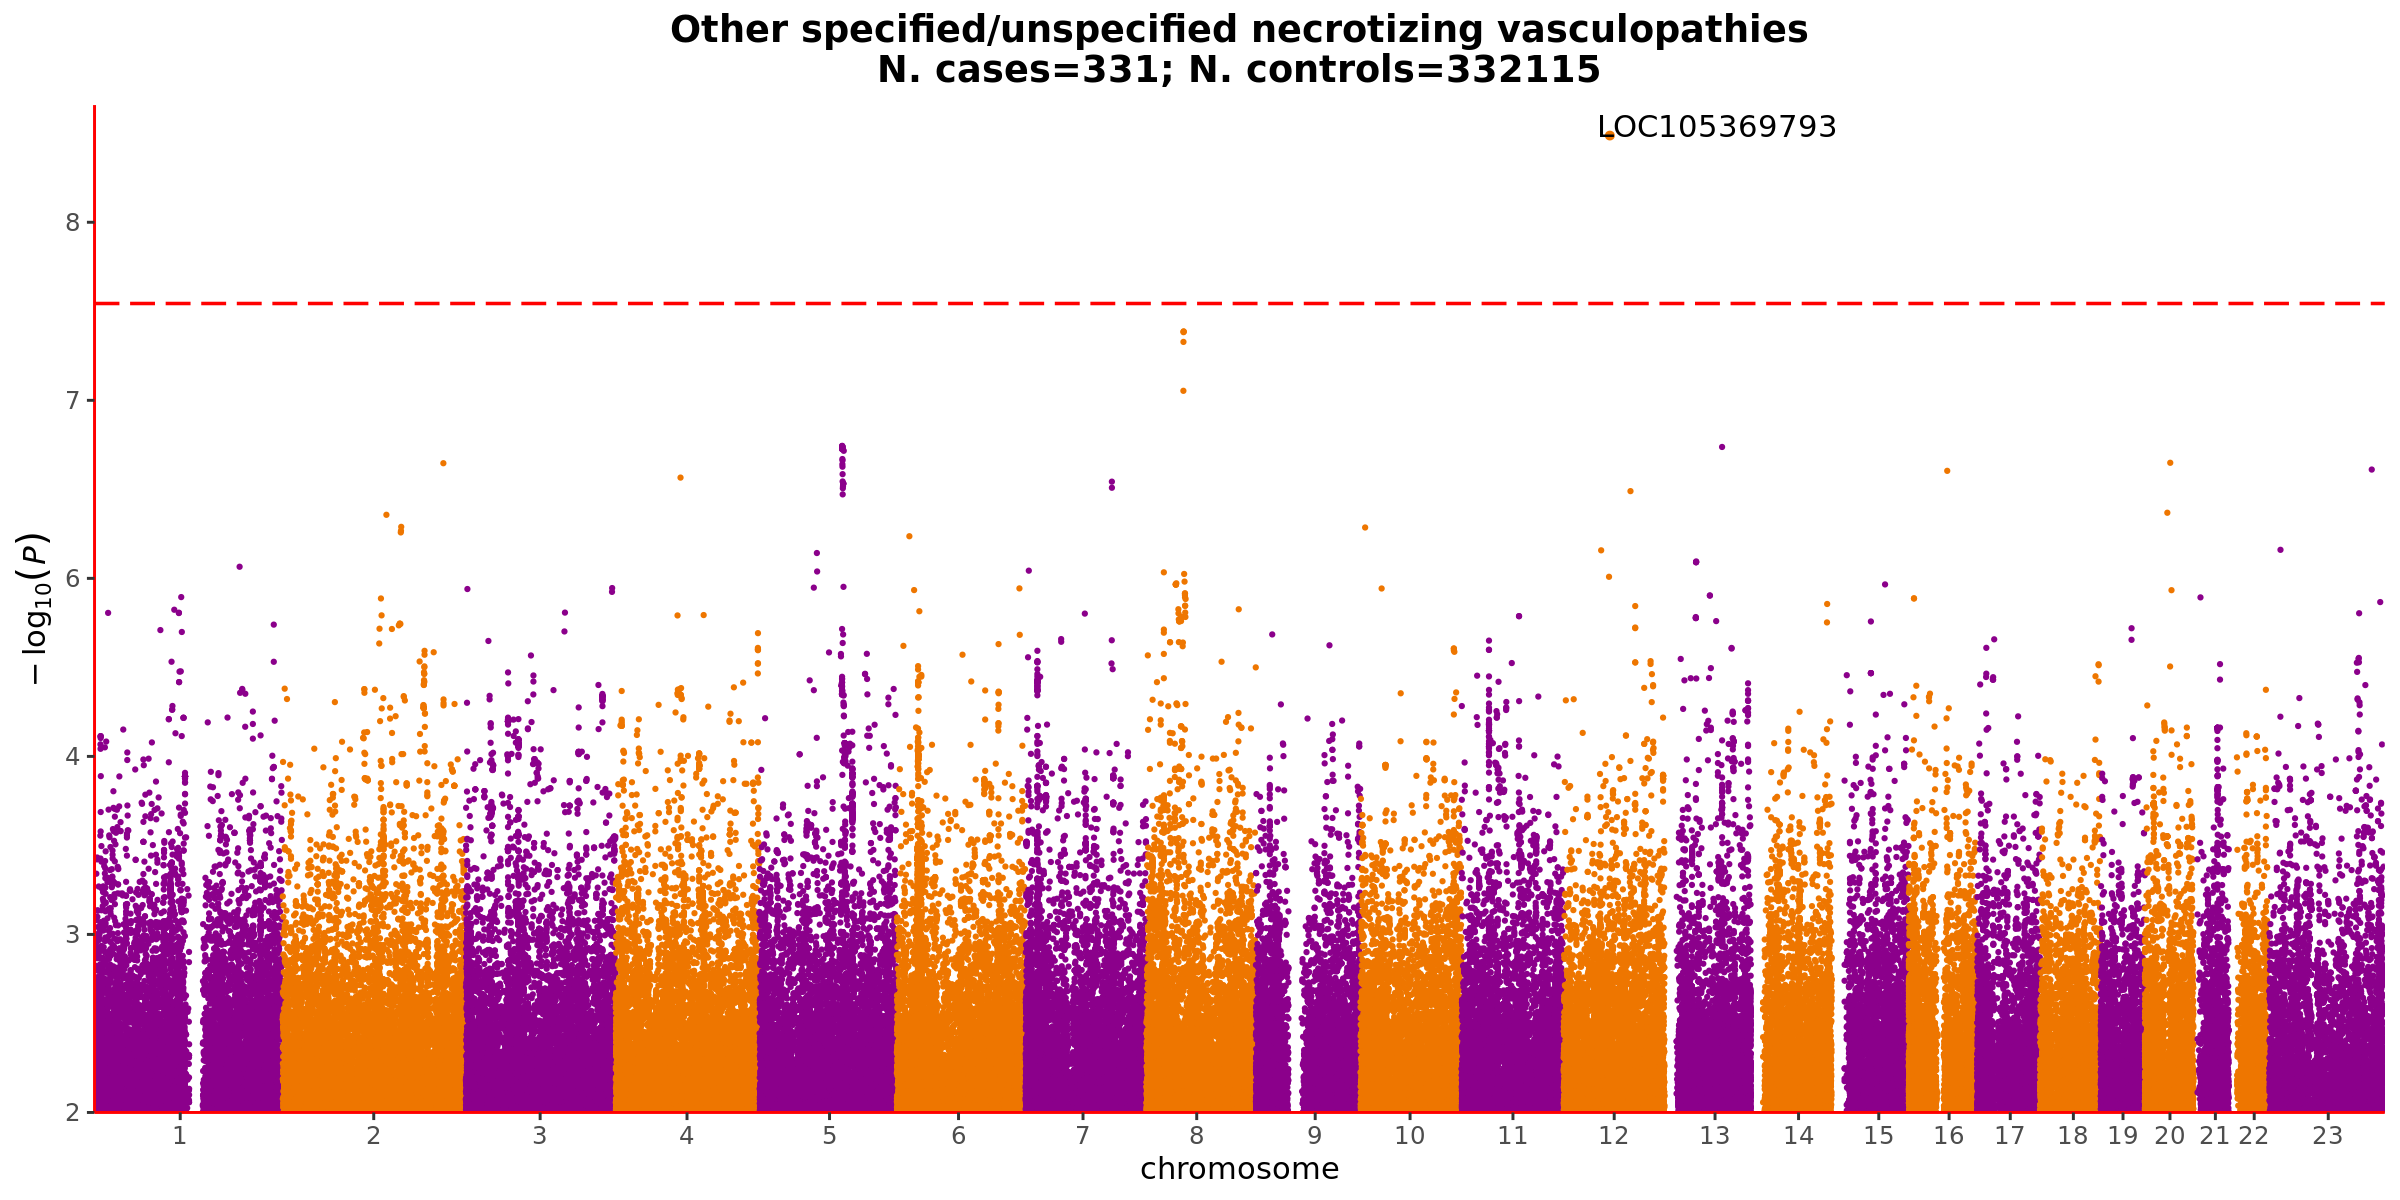 Other specified/unspecified necrotizing vasculopathies
N. cases=331; N. controls=332115
LOC105369793
8
7
6
5
4
3
2
−log₁₀(P)
1 2 3 4 5 6 7 8 9 10 11 12 13 14 15 16 17 18 19 20 21 22 23
chromosome